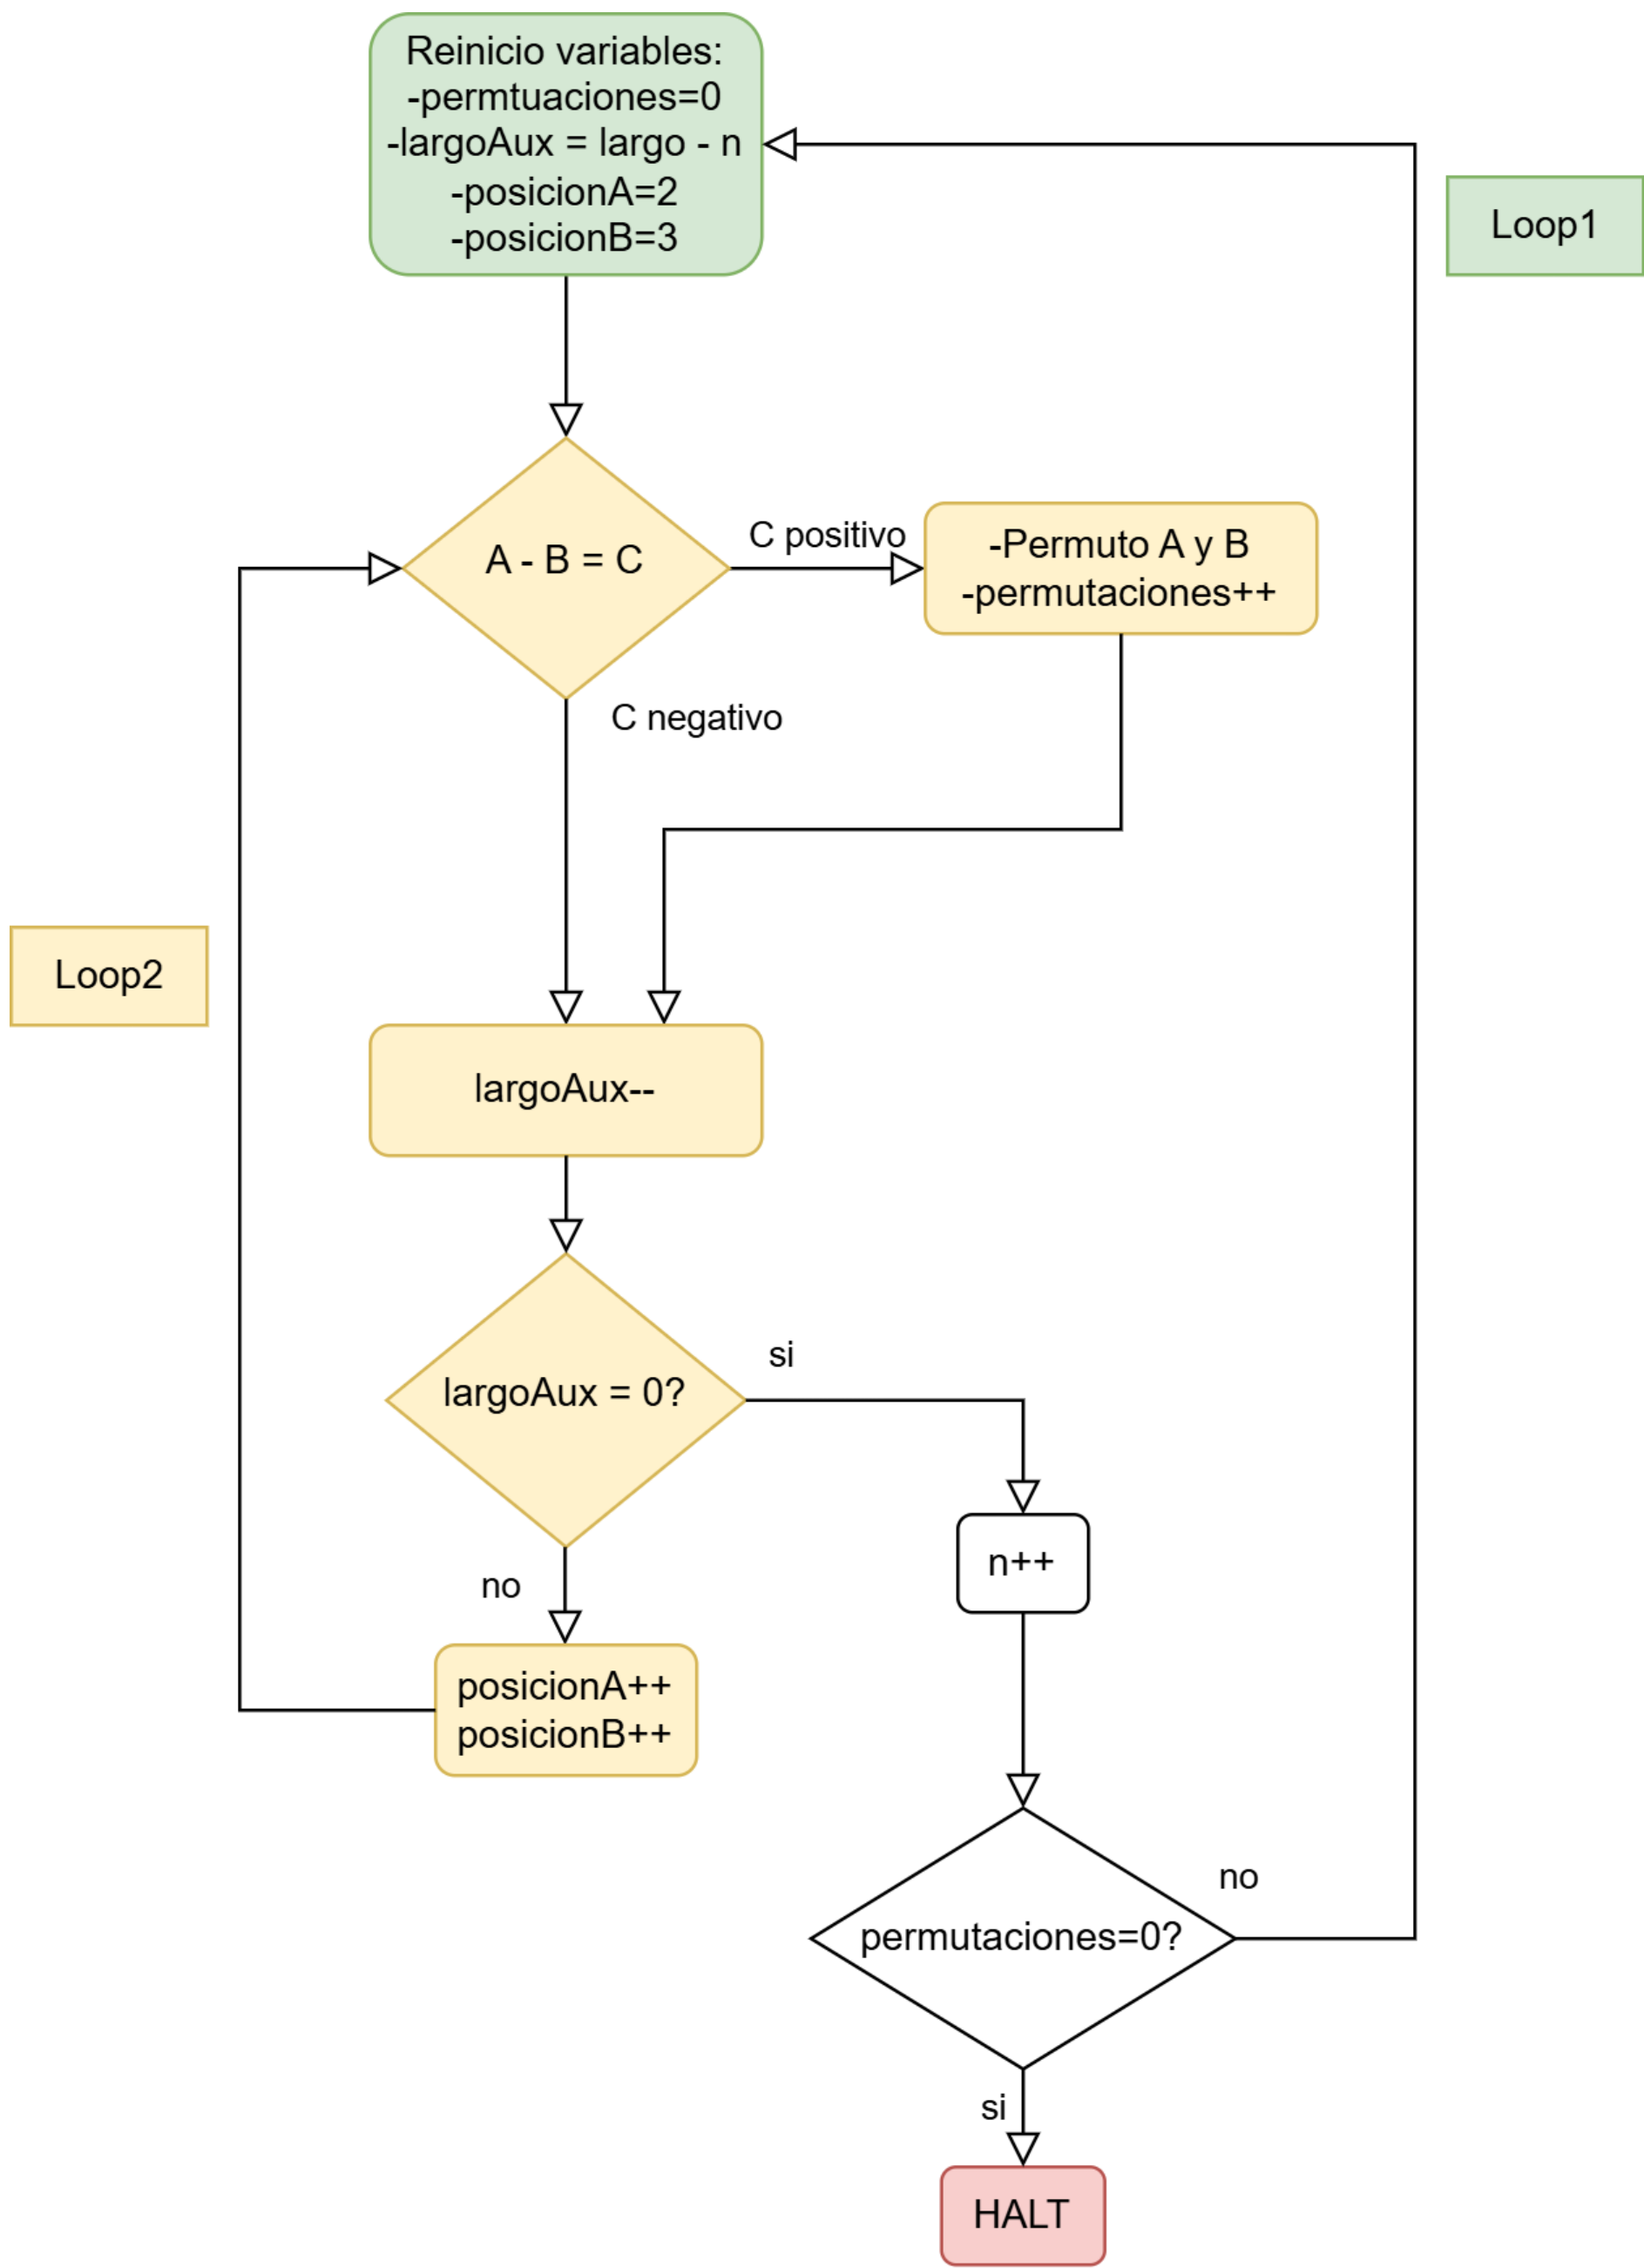 Reinicio variables:
-permtuaciones=0
-largoAux = largo - n
-posicionA=2
-posicionB=3
Loop1
A - B = C
C positivo
-Permuto A y B
-permutaciones++
C negativo
Loop2
largoAux--
largoAux = 0?
si
no
n++
posicionA++
posicionB++
permutaciones=0?
no
si
HALT